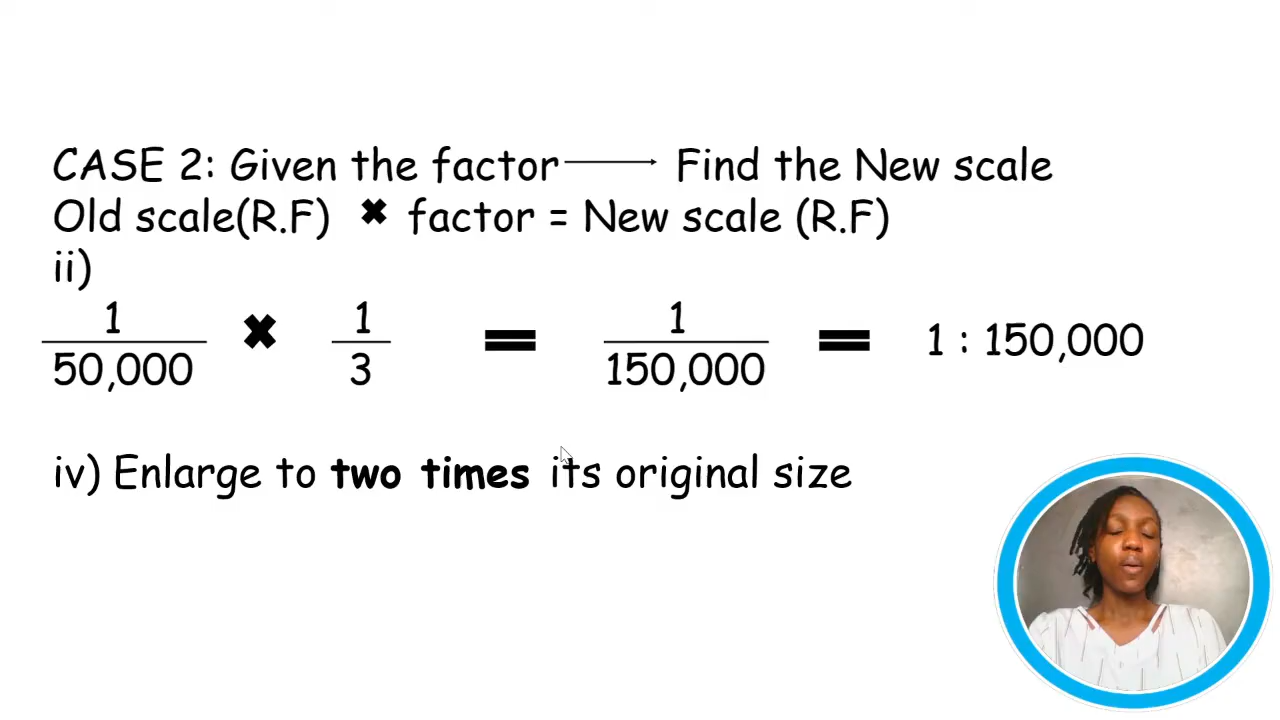 CASE 2: Given the factor → Find the New scale
Old scale(R.F) × factor = New scale (R.F)
ii)
1/50,000 × 1/3 = 1/150,000 = 1 : 150,000
iv) Enlarge to two times its original size